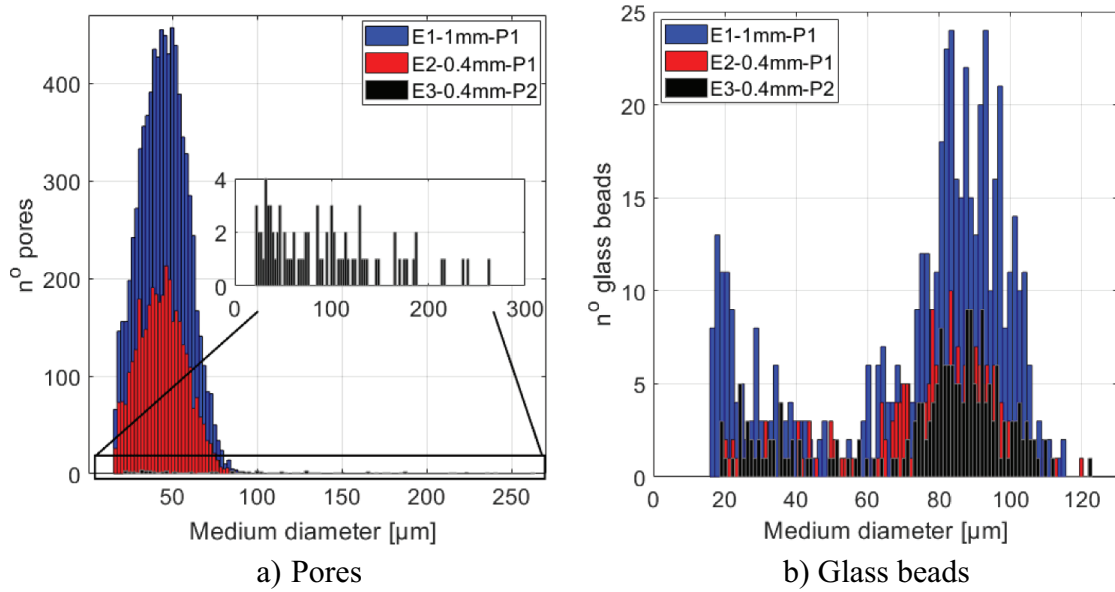 E1-1mm-P1
E2-0.4mm-P1
E3-0.4mm-P2
400
300
200
100
0
nº pores
4
2
0
0 100 200 300
50 100 150 200 250
Medium diameter [µm]
a) Pores
25
20
15
10
5
0
nº glass beads
E1-1mm-P1
E2-0.4mm-P1
E3-0.4mm-P2
0 20 40 60 80 100 120
Medium diameter [µm]
b) Glass beads